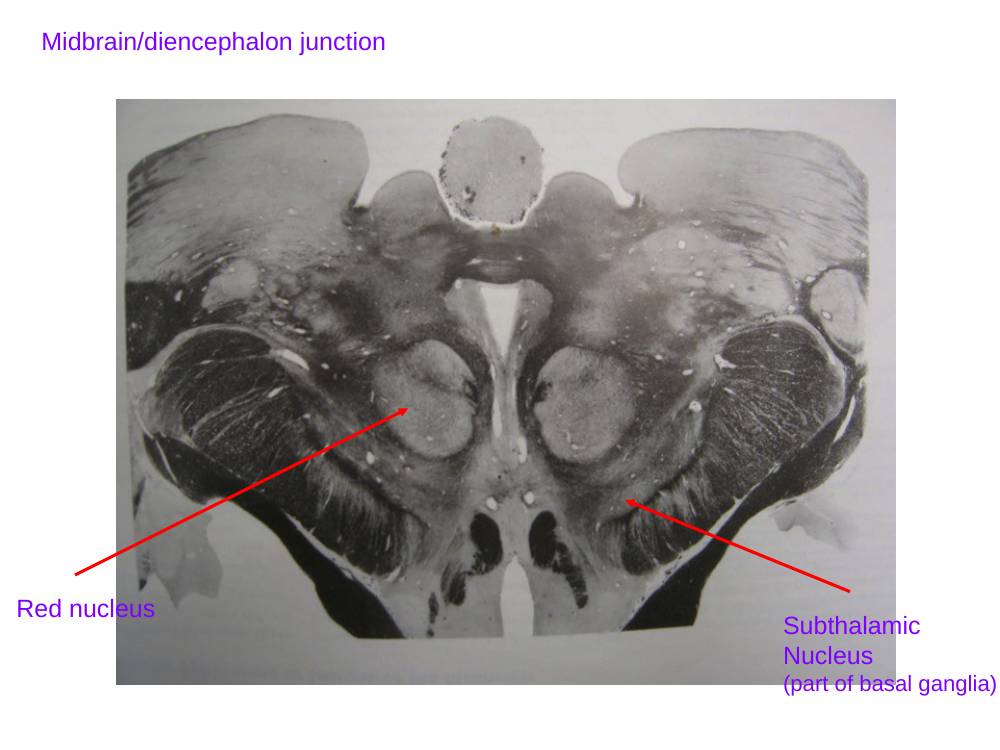 Midbrain/diencephalon junction
Red nucleus
Subthalamic
Nucleus
(part of basal ganglia)